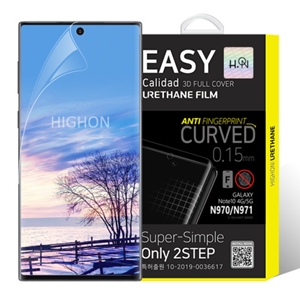 HIGHON
EASY
H.N
Calidad 3D FULL COVER
URETHANE FILM
ANTI FINGERPRINT
CURVED
0.15mm
F
GALAXY
Note10 4G/5G
N970/N971
HIGHON URETHANE
Super-Simple
Only 2STEP
특허출원 10-2019-0036617